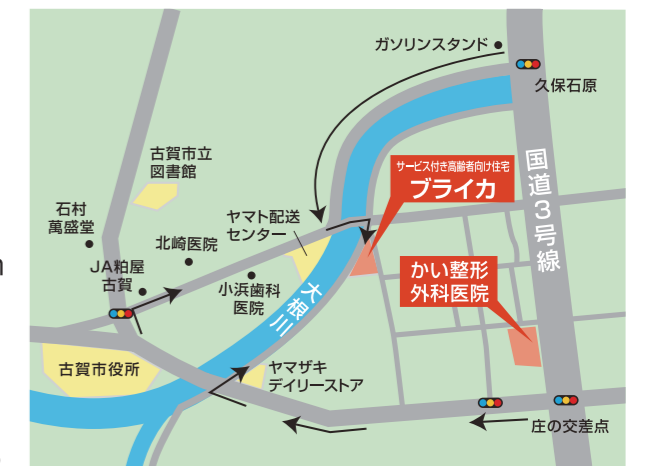 ガソリンスタンド
久保石原
古賀市立
図書館
サービス付き高齢者向け住宅
ブライカ
国道3号線
石村
萬盛堂
ヤマト配送
センター
北崎医院
JA粕屋
古賀
小浜歯科
医院
かい整形
外科医院
大根川
古賀市役所
ヤマザキ
デイリーストア
庄の交差点